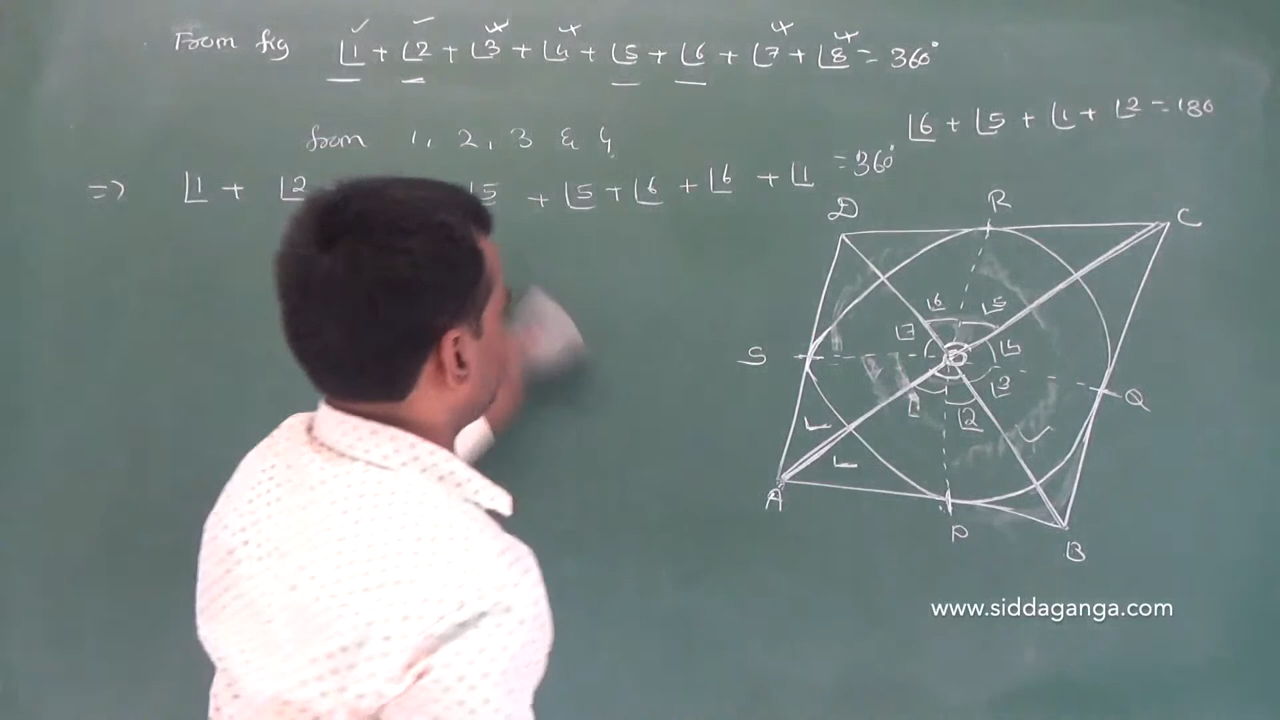 From fig ∟1 + ∟2 + ∟3 + ∟4 + ∟5 + ∟6 + ∟7 + ∟8 = 360°
∟6 + ∟5 + ∟1 + ∟2 = 180
from 1, 2, 3 & 4
=> ∟1 + ∟2 ∟5 + ∟5 + ∟6 + ∟6 + ∟1 = 360°
D R C
∟6 ∟5
∟7
S
∟3 Q
∟2
A P B
www.siddaganga.com